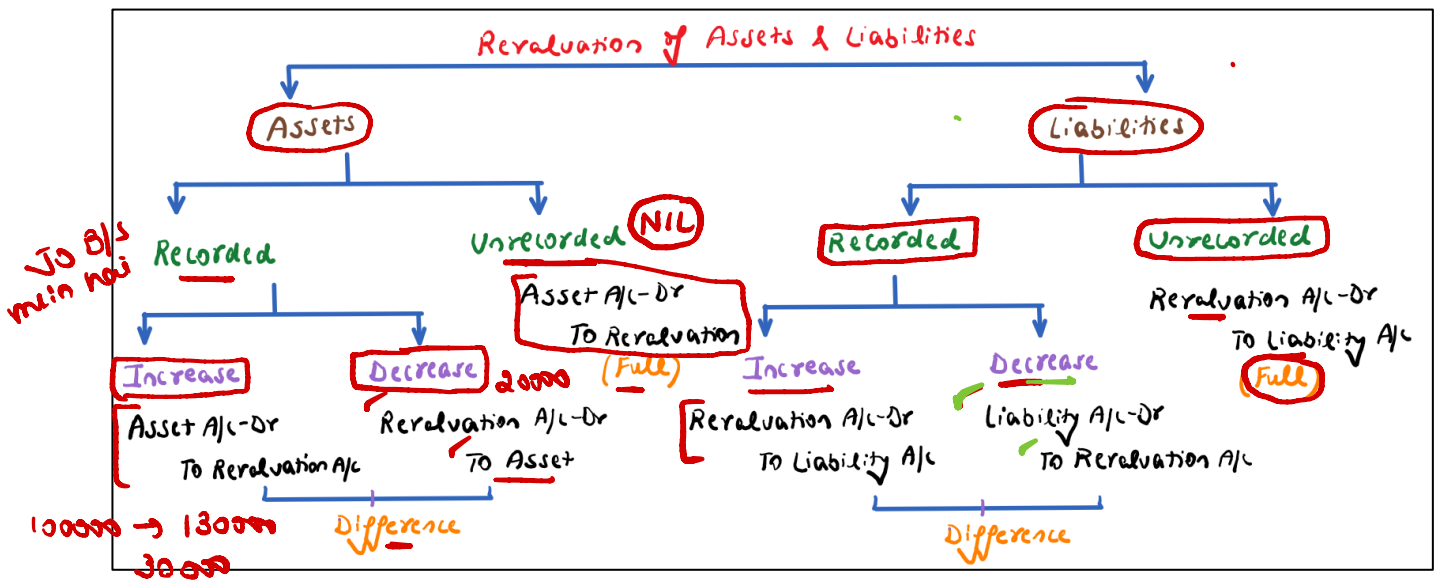 Revaluation of Assets & Liabilities
Assets
Liabilities
Jo B/s
mein hai
Recorded
Unrecorded
NIL
Recorded
Unrecorded
Asset A/c-Dr
To Revaluation
(Full)
Revaluation A/c-Dr
To Liability A/c
(Full)
Increase
Decrease
20000
Increase
Decrease
Asset A/c-Dr
To Revaluation A/c
Revaluation A/c-Dr
To Asset
Revaluation A/c-Dr
To Liability A/c
Liability A/c-Dr
To Revaluation A/c
100000 → 130000
30000
Difference
Difference